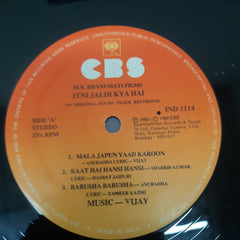 CBS
M/S. BHANUMATI FILMS
ITNI JALDI KYA HAI
AN ORIGINAL SOUND TRACK RECORDING
SIDE 'A'
STEREO
33⅓ RPM
IND 1114
1. MALA JAPUN YAAD KAROON
– ANURADHA LYRIC – VIJAY
2. RAAT HAI HANSI HANSI – SHABBIR KUMAR,
LYRIC – HASRAT JAIPURI
3. BABUSHA BABUSHA – ANURADHA
LYRIC – ZAMEER KAZMI
MUSIC – VIJAY
MADE IN INDIA